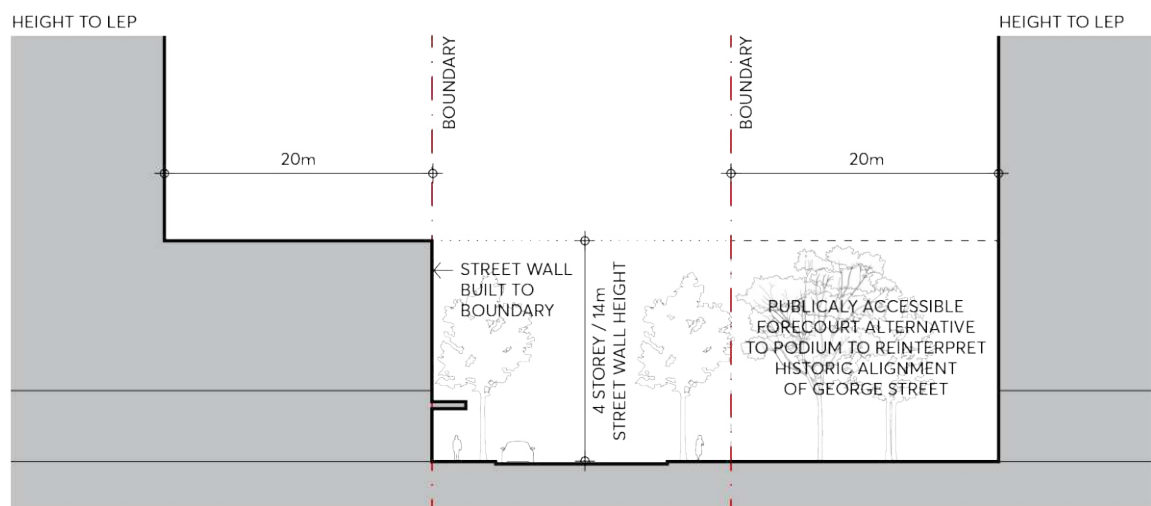 HEIGHT TO LEP
HEIGHT TO LEP
BOUNDARY
BOUNDARY
20m
20m
STREET WALL
BUILT TO
BOUNDARY
4 STOREY / 14m
STREET WALL HEIGHT
PUBLICALY ACCESSIBLE
FORECOURT ALTERNATIVE
TO PODIUM TO REINTERPRET
HISTORIC ALIGNMENT
OF GEORGE STREET